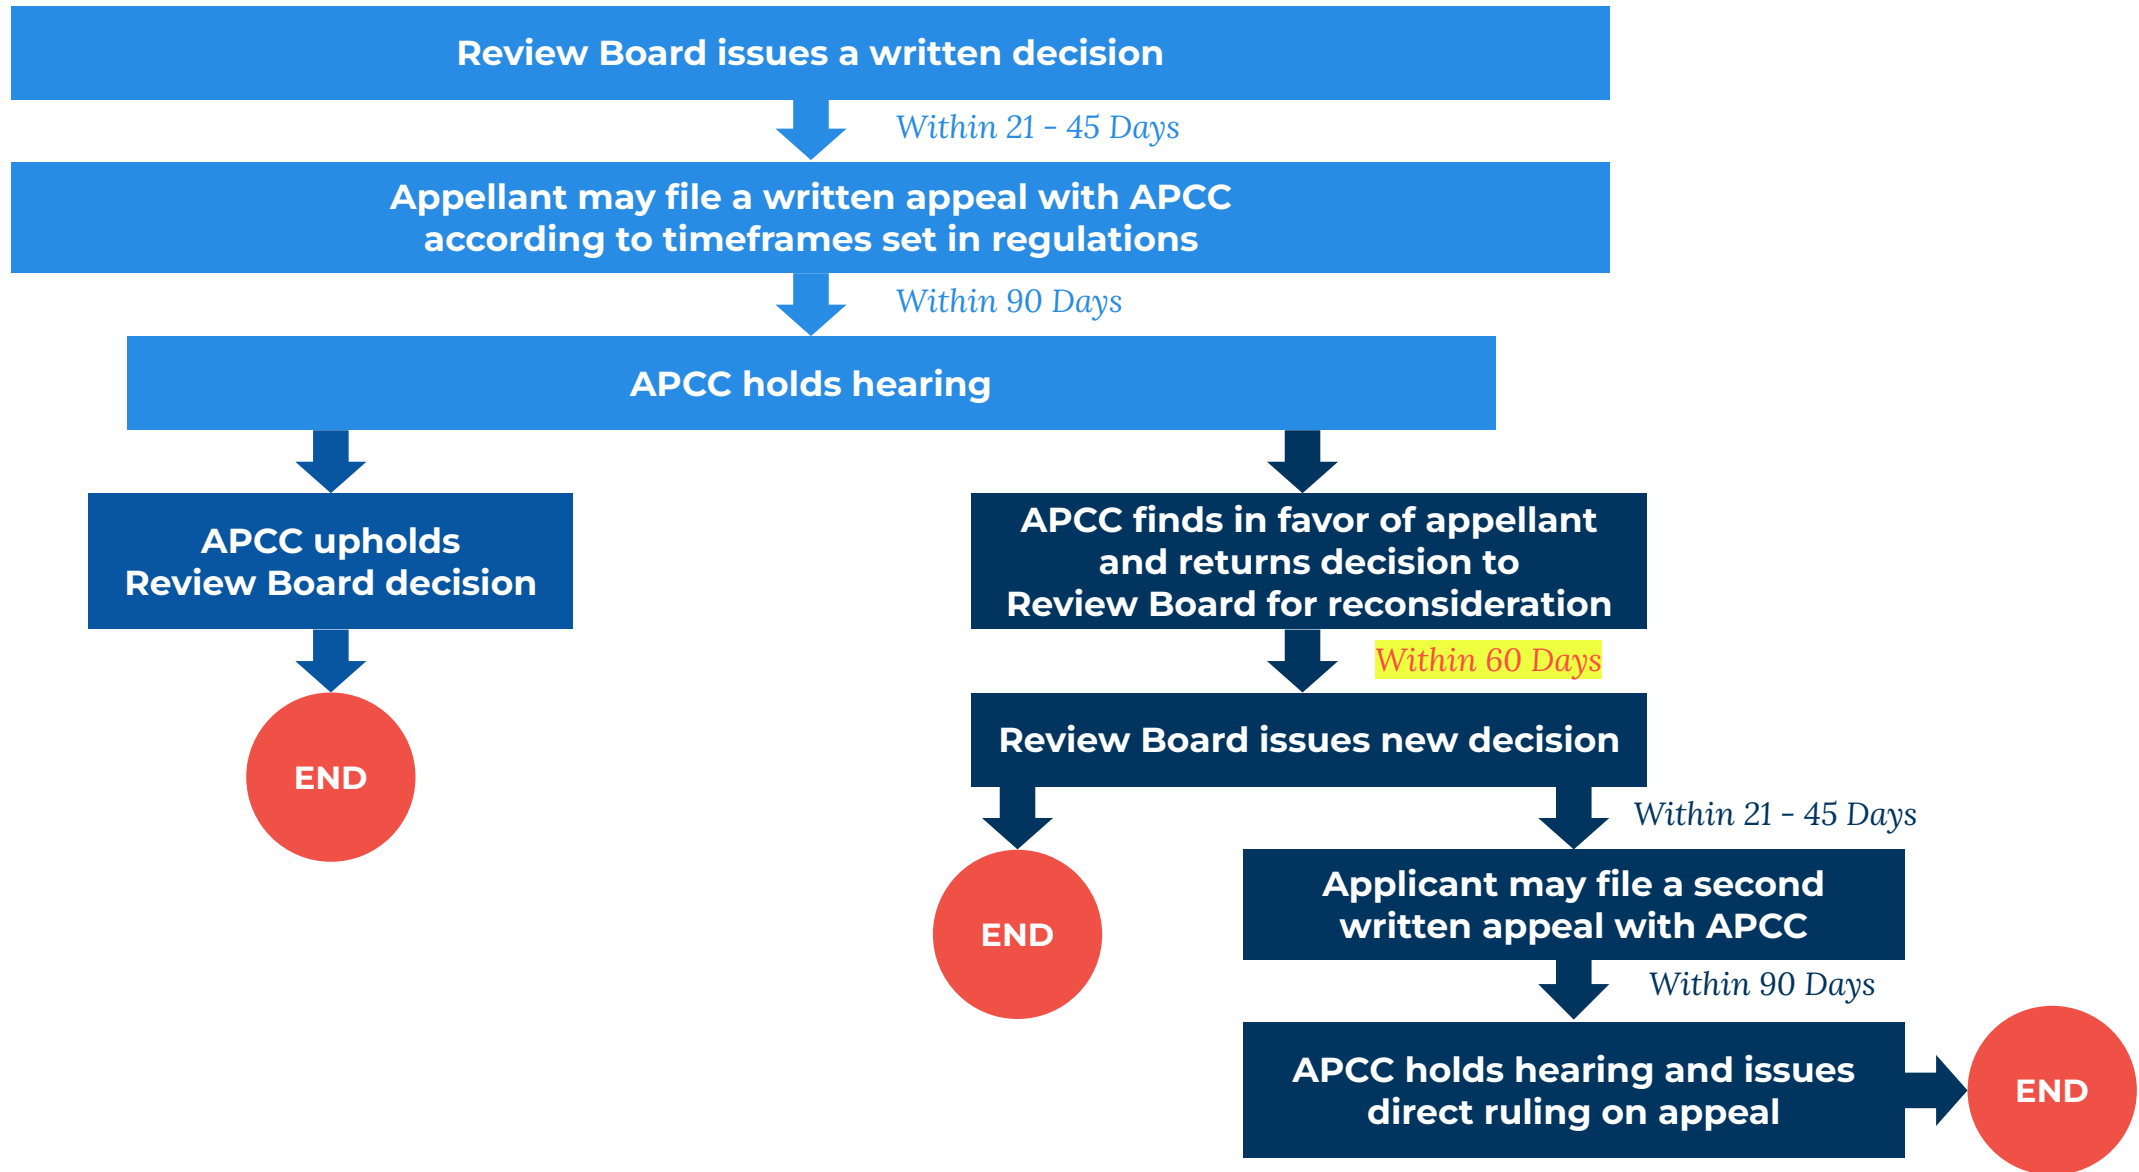 Review Board issues a written decision
Within 21 - 45 Days
Appellant may file a written appeal with APCC
according to timeframes set in regulations
Within 90 Days
APCC holds hearing
APCC upholds
Review Board decision
END
APCC finds in favor of appellant
and returns decision to
Review Board for reconsideration
Within 60 Days
Review Board issues new decision
END
Within 21 - 45 Days
Applicant may file a second
written appeal with APCC
Within 90 Days
APCC holds hearing and issues
direct ruling on appeal
END